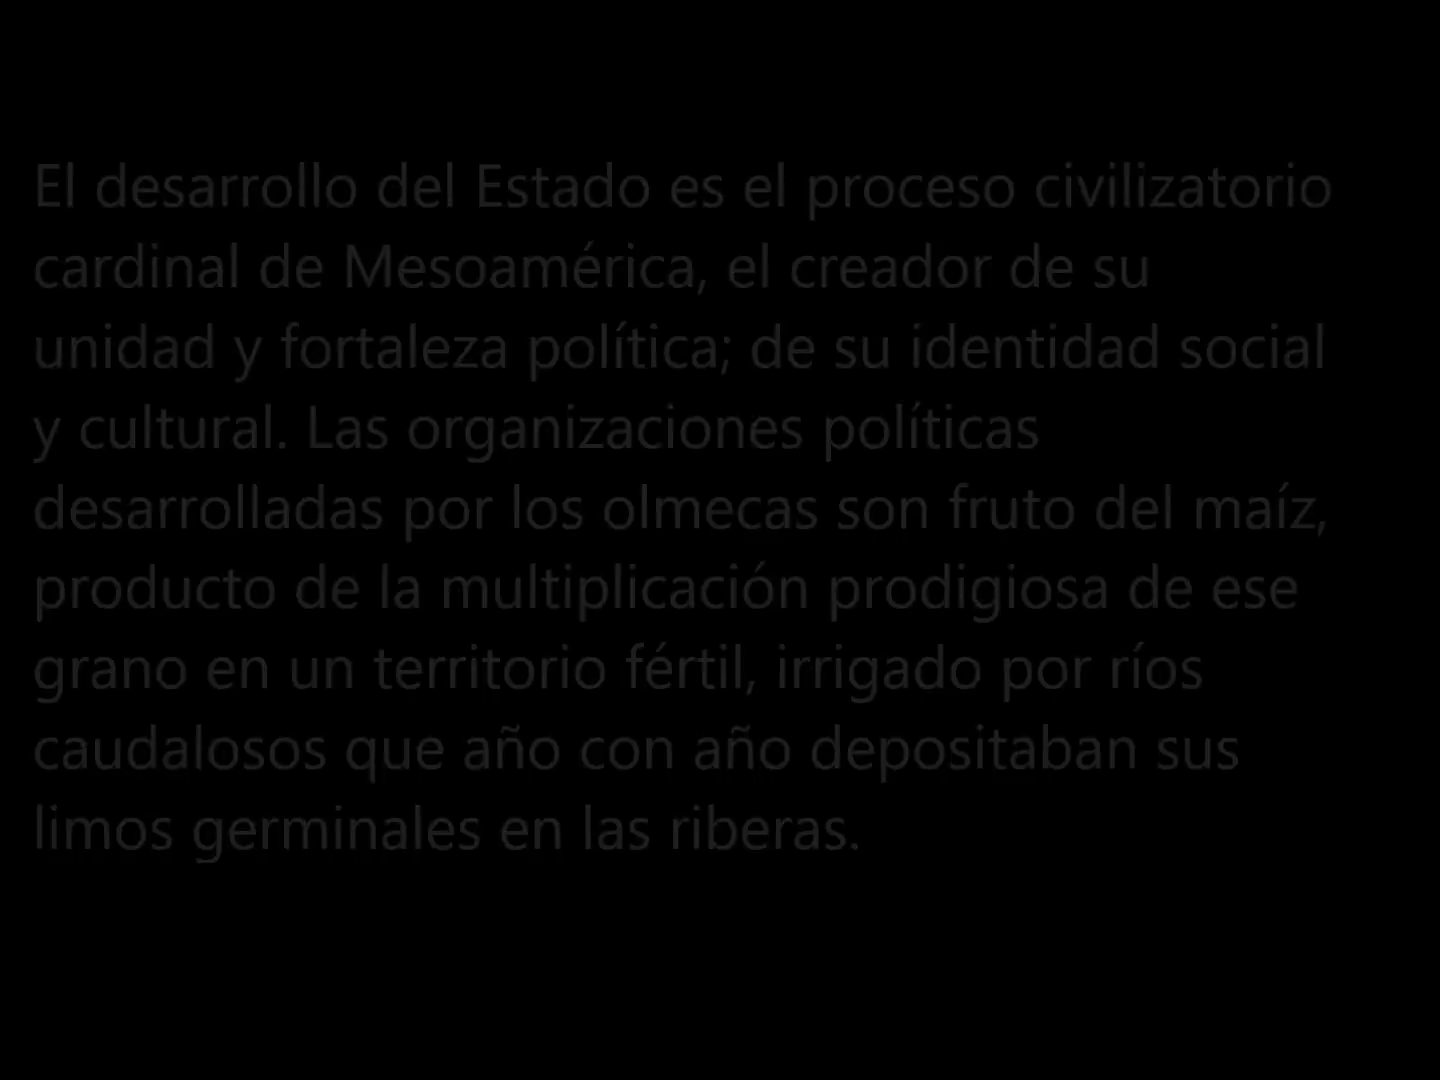 El desarrollo del Estado es el proceso civilizatorio
cardinal de Mesoamérica, el creador de su
unidad y fortaleza política; de su identidad social
y cultural. Las organizaciones políticas
desarrolladas por los olmecas son fruto del maíz,
producto de la multiplicación prodigiosa de ese
grano en un territorio fértil, irrigado por ríos
caudalosos que año con año depositaban sus
limos germinales en las riberas.